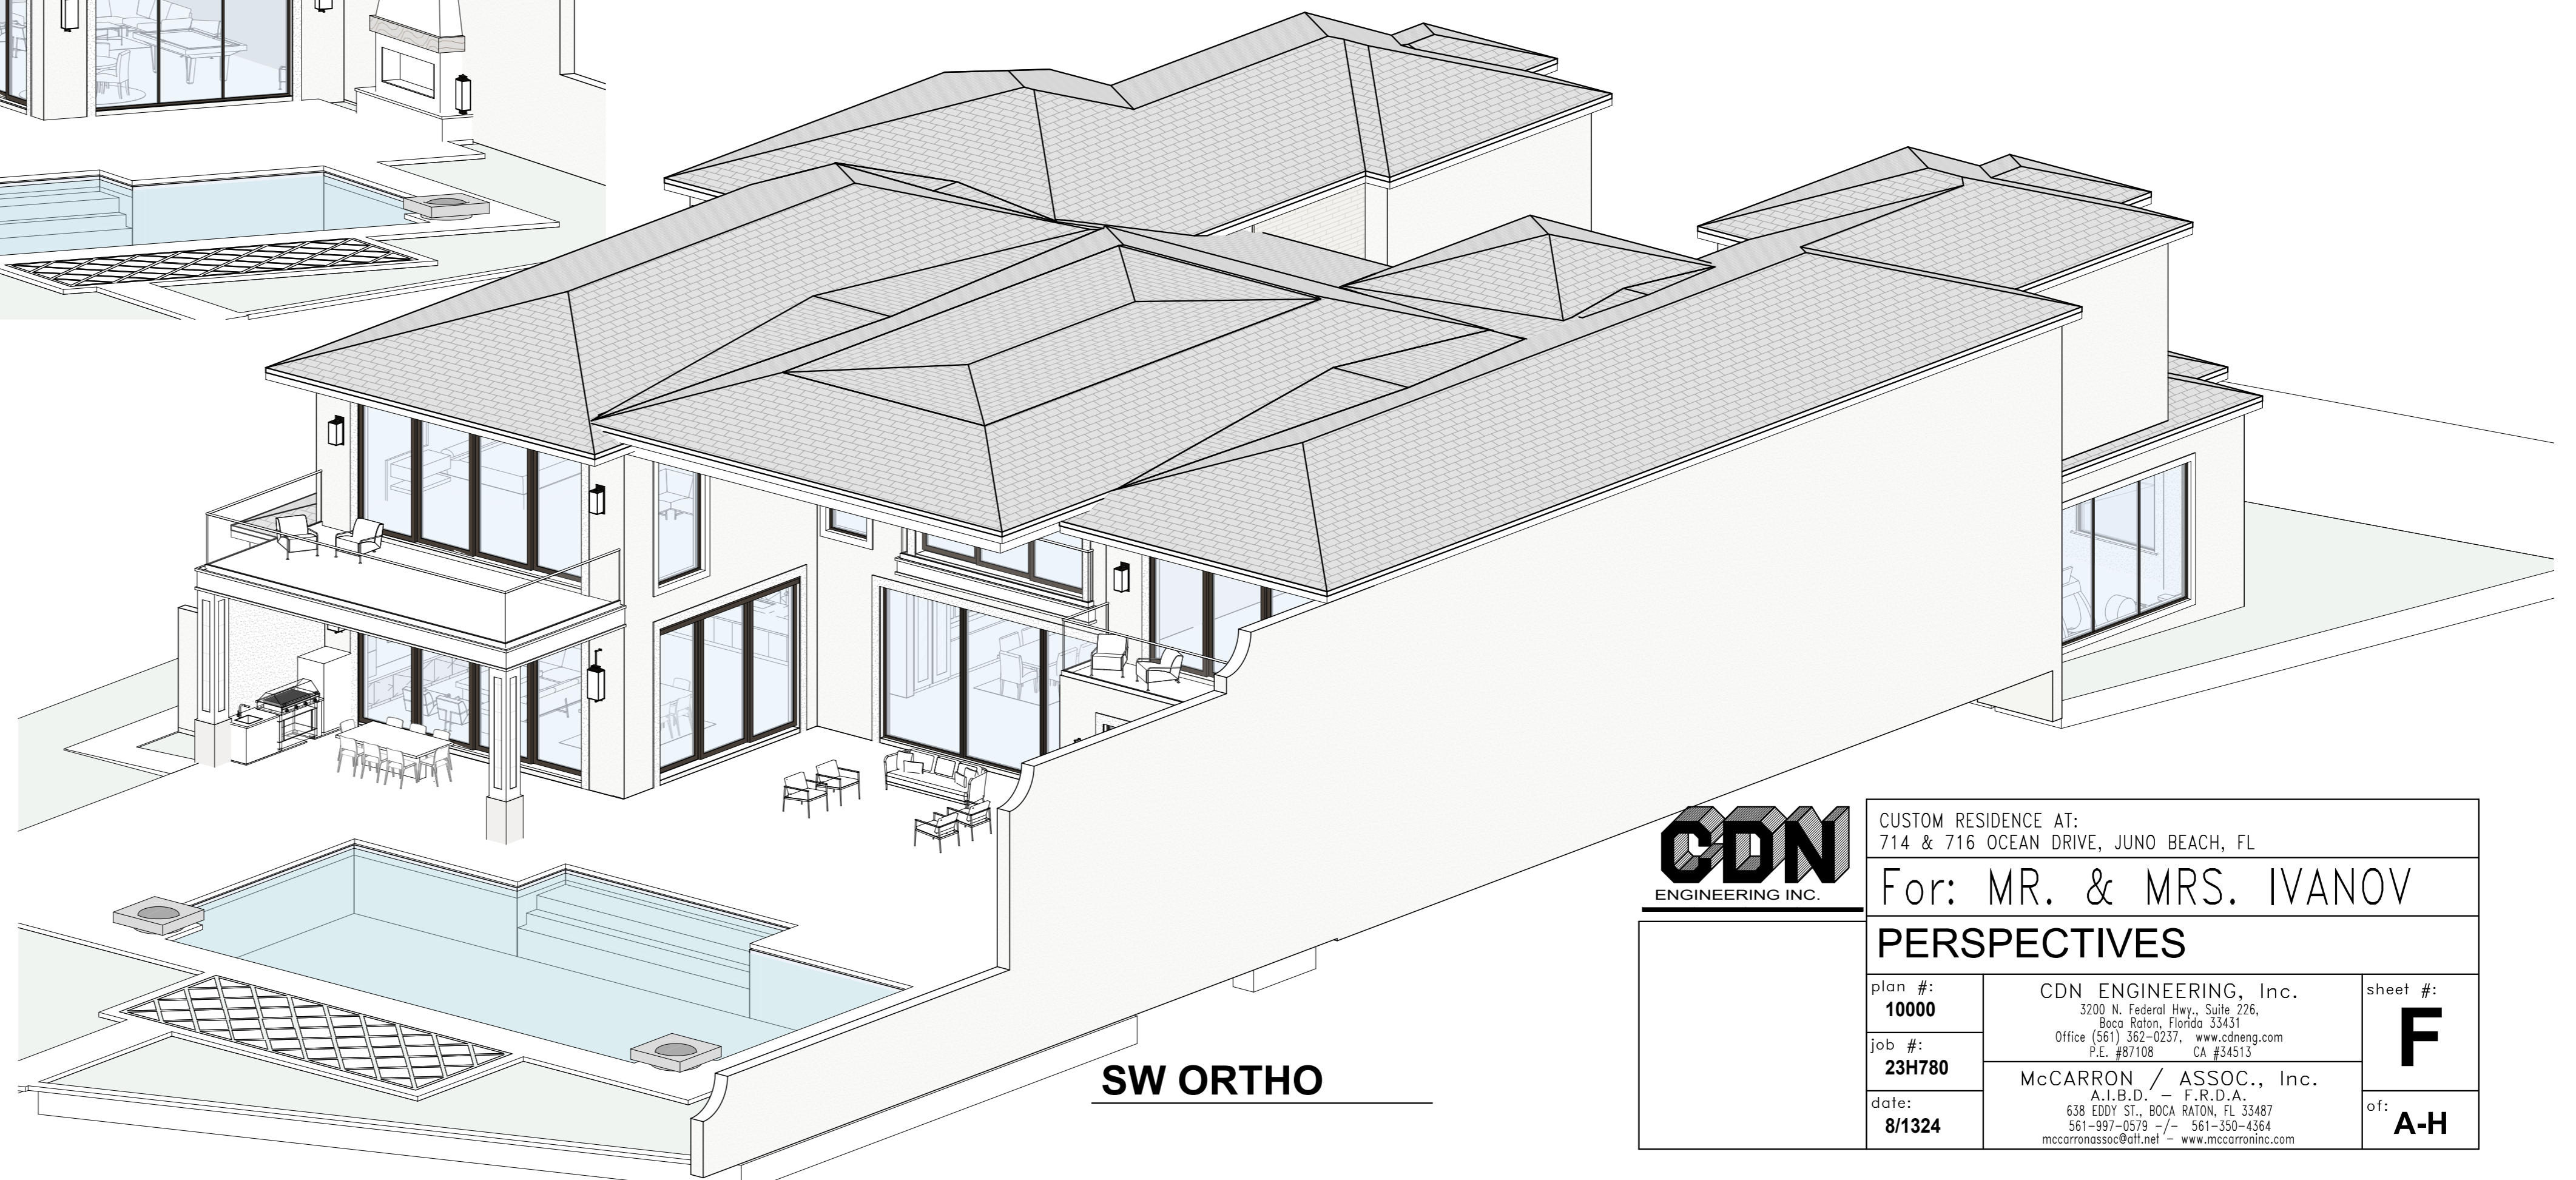 SW ORTHO
CDN
ENGINEERING INC.
CUSTOM RESIDENCE AT:
714 & 716 OCEAN DRIVE, JUNO BEACH, FL
For: MR. & MRS. IVANOV
PERSPECTIVES
plan #:
10000
job #:
23H780
date:
8/1324
CDN ENGINEERING, Inc.
3200 N. Federal Hwy., Suite 226,
Boca Raton, Florida 33431
Office (561) 362-0237, www.cdneng.com
P.E. #87108 CA #34513
McCARRON / ASSOC., Inc.
A.I.B.D. - F.R.D.A.
638 EDDY ST., BOCA RATON, FL 33487
561-997-0579 -/- 561-350-4364
mccarronassoc@att.net - www.mccarroninc.com
sheet #:
F
of:
A-H